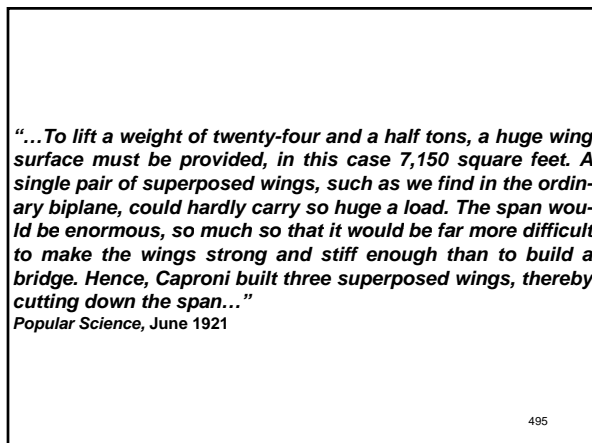 “…To lift a weight of twenty-four and a half tons, a huge wing
surface must be provided, in this case 7,150 square feet. A
single pair of superposed wings, such as we find in the ordin-
ary biplane, could hardly carry so huge a load. The span wou-
ld be enormous, so much so that it would be far more difficult
to make the wings strong and stiff enough than to build a
bridge. Hence, Caproni built three superposed wings, thereby
cutting down the span…”
Popular Science, June 1921
495